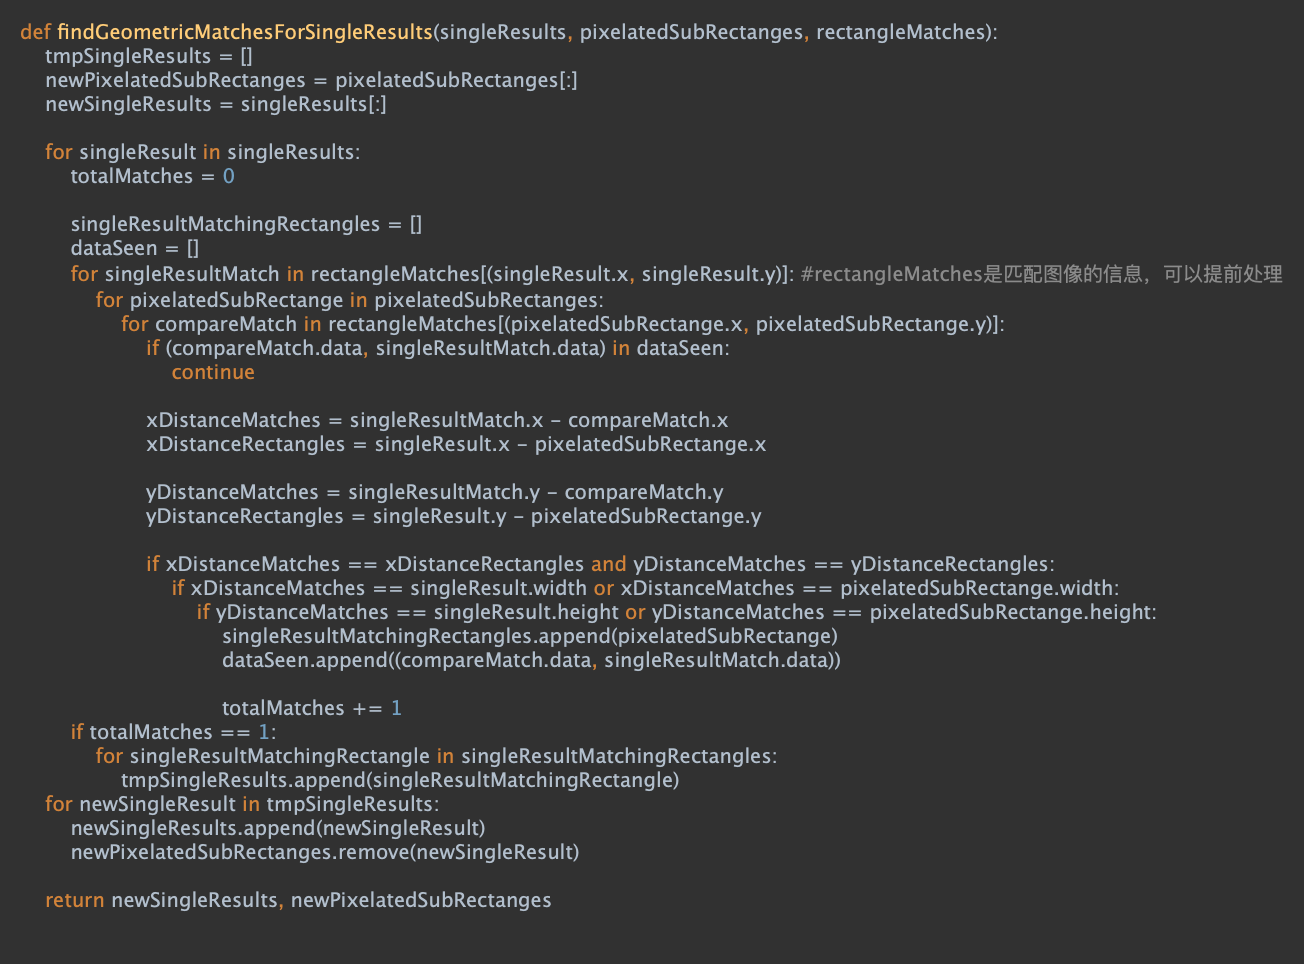 def findGeometricMatchesForSingleResults(singleResults, pixelatedSubRectanges, rectangleMatches):
    tmpSingleResults = []
    newPixelatedSubRectanges = pixelatedSubRectanges[:]
    newSingleResults = singleResults[:]

    for singleResult in singleResults:
        totalMatches = 0

        singleResultMatchingRectangles = []
        dataSeen = []
        for singleResultMatch in rectangleMatches[(singleResult.x, singleResult.y)]: #rectangleMatches是匹配图像的信息，可以提前处理
            for pixelatedSubRectange in pixelatedSubRectanges:
                for compareMatch in rectangleMatches[(pixelatedSubRectange.x, pixelatedSubRectange.y)]:
                    if (compareMatch.data, singleResultMatch.data) in dataSeen:
                        continue

                    xDistanceMatches = singleResultMatch.x - compareMatch.x
                    xDistanceRectangles = singleResult.x - pixelatedSubRectange.x

                    yDistanceMatches = singleResultMatch.y - compareMatch.y
                    yDistanceRectangles = singleResult.y - pixelatedSubRectange.y

                    if xDistanceMatches == xDistanceRectangles and yDistanceMatches == yDistanceRectangles:
                        if xDistanceMatches == singleResult.width or xDistanceMatches == pixelatedSubRectange.width:
                            if yDistanceMatches == singleResult.height or yDistanceMatches == pixelatedSubRectange.height:
                                singleResultMatchingRectangles.append(pixelatedSubRectange)
                                dataSeen.append((compareMatch.data, singleResultMatch.data))

                                totalMatches += 1
        if totalMatches == 1:
            for singleResultMatchingRectangle in singleResultMatchingRectangles:
                tmpSingleResults.append(singleResultMatchingRectangle)
    for newSingleResult in tmpSingleResults:
        newSingleResults.append(newSingleResult)
        newPixelatedSubRectanges.remove(newSingleResult)

    return newSingleResults, newPixelatedSubRectanges